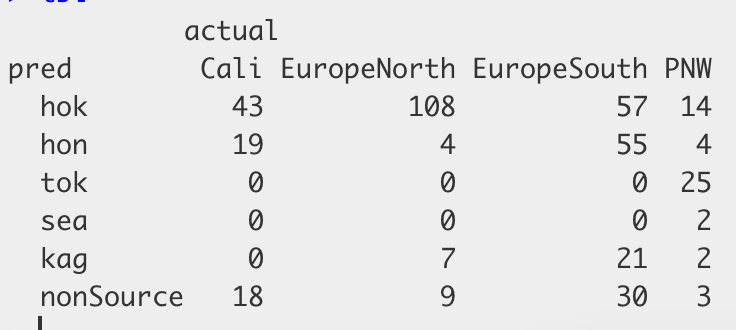 actual
pred Cali EuropeNorth EuropeSouth PNW
hok 43 108 57 14
hon 19 4 55 4
tok 0 0 0 25
sea 0 0 0 2
kag 0 7 21 2
nonSource 18 9 30 3